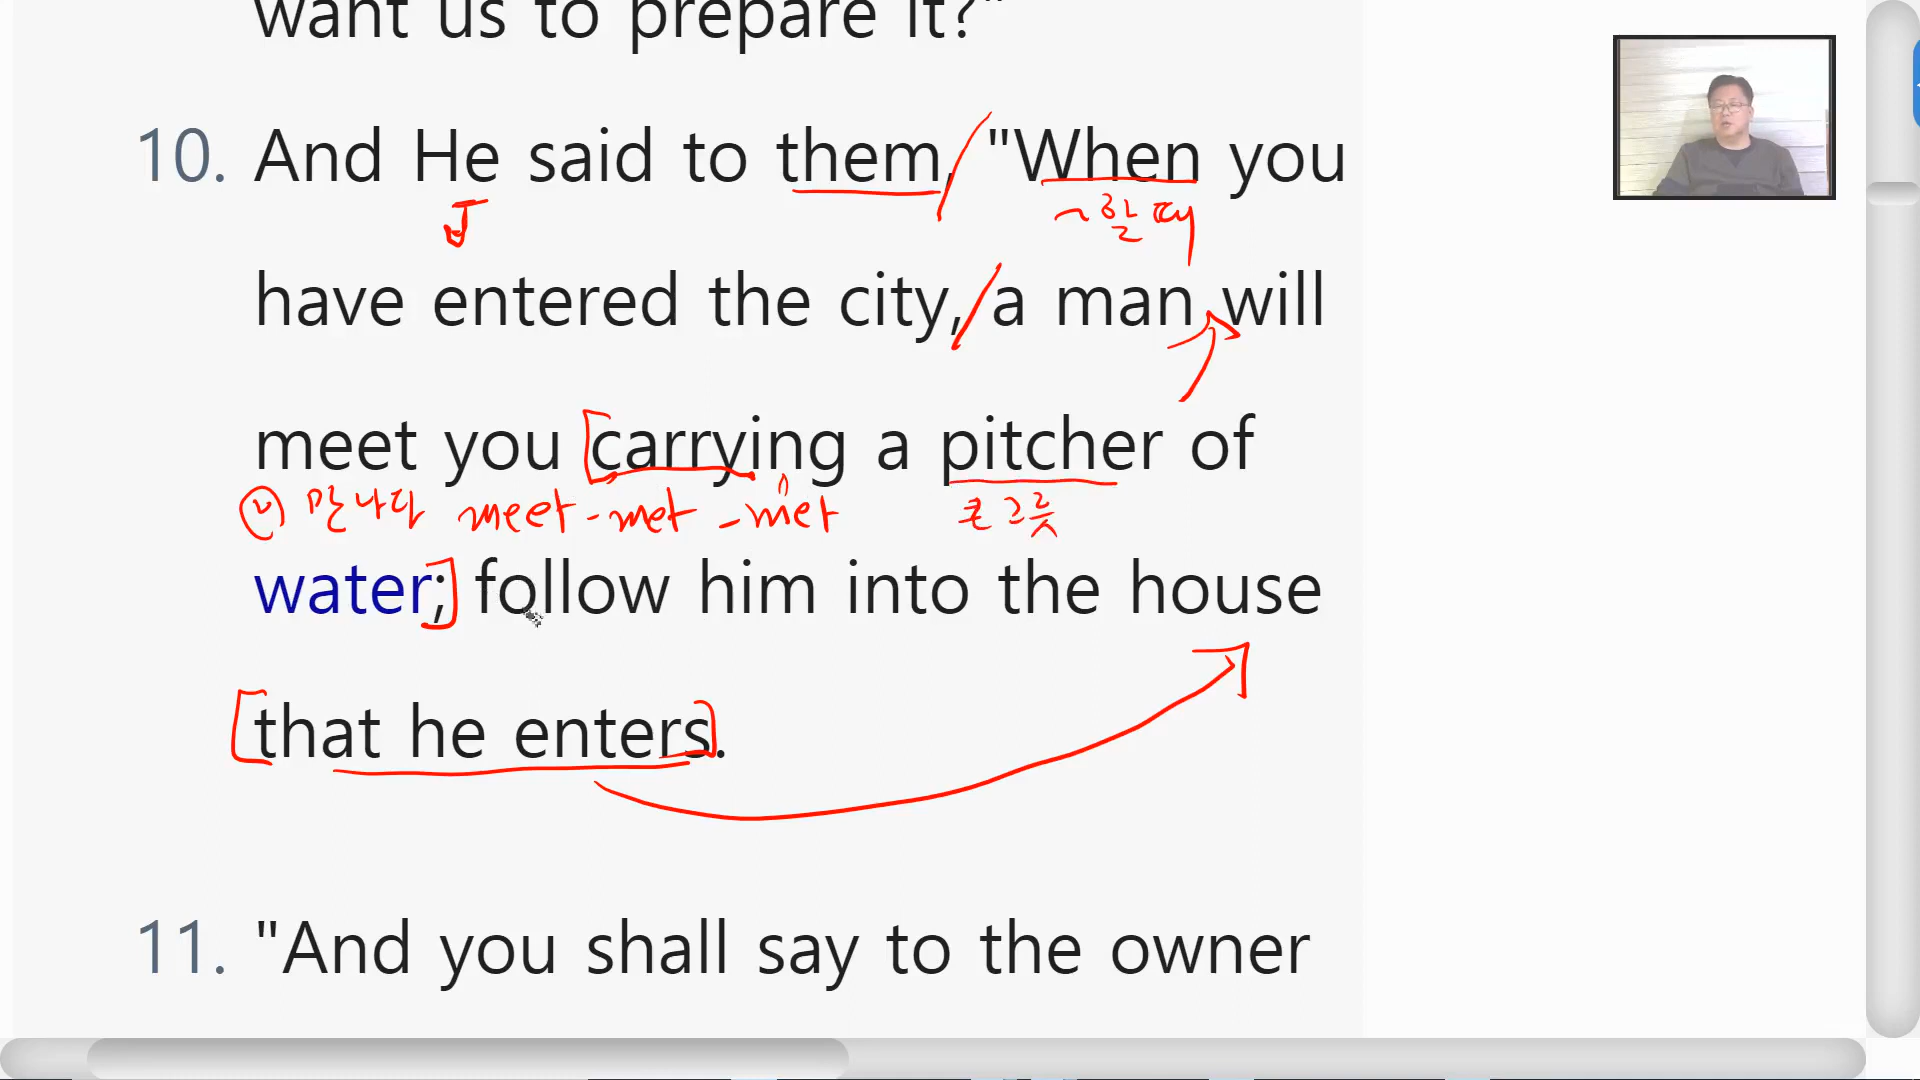 want us to prepare it?"
10. And He said to them, "When you
J ~할 때
have entered the city, a man will
meet you carrying a pitcher of
ⓥ 만나다 meet - met - met 큰 그릇
water; follow him into the house
that he enters.
11. "And you shall say to the owner